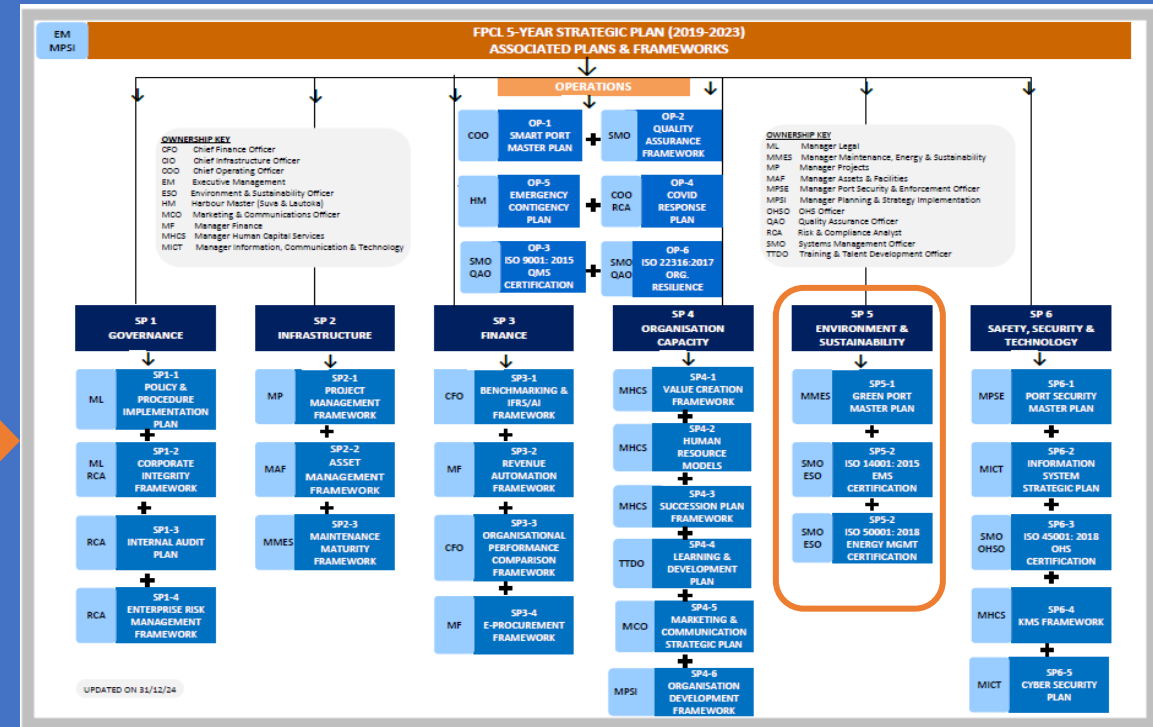 EM
MPSI
FPCL 5-YEAR STRATEGIC PLAN (2019-2023)
ASSOCIATED PLANS & FRAMEWORKS
OPERATIONS
OWNERSHIP KEY
CFO Chief Finance Officer
CIO Chief Infrastructure Officer
COO Chief Operating Officer
EM Executive Management
ESO Environment & Sustainability Officer
HM Harbour Master (Suva & Lautoka)
MCO Marketing & Communications Officer
MF Manager Finance
MHCS Manager Human Capital Services
MICT Manager Information, Communication & Technology
COO
OP-1
SMART PORT
MASTER PLAN
+
SMO
OP-2
QUALITY
ASSURANCE
FRAMEWORK
HM
OP-5
EMERGENCY
CONTIGENCY
PLAN
+
COO
RCA
OP-4
COVID
RESPONSE
PLAN
SMO
QAO
OP-3
ISO 9001: 2015
QMS
CERTIFICATION
+
SMO
QAO
OP-6
ISO 22316:2017
ORG.
RESILIENCE
OWNERSHIP KEY
ML Manager Legal
MMES Manager Maintenance, Energy & Sustainability
MP Manager Projects
MAF Manager Assets & Facilities
MPSE Manager Port Security & Enforcement Officer
MPSI Manager Planning & Strategy Implementation
OHSO OHS Officer
QAO Quality Assurance Officer
RCA Risk & Compliance Analyst
SMO Systems Management Officer
TTDO Training & Talent Development Officer
SP 1
GOVERNANCE
ML
SP1-1
POLICY &
PROCEDURE
IMPLEMENTATION
PLAN
+
ML
RCA
SP1-2
CORPORATE
INTEGRITY
FRAMEWORK
+
RCA
SP1-3
INTERNAL AUDIT
PLAN
+
RCA
SP1-4
ENTERPRISE RISK
MANAGEMENT
FRAMEWORK
SP 2
INFRASTRUCTURE
MP
SP2-1
PROJECT
MANAGEMENT
FRAMEWORK
+
MAF
SP2-2
ASSET
MANAGEMENT
FRAMEWORK
+
MMES
SP2-3
MAINTENANCE
MATURITY
FRAMEWORK
SP 3
FINANCE
CFO
SP3-1
BENCHMARKING &
IFRS/AI
FRAMEWORK
+
MF
SP3-2
REVENUE
AUTOMATION
FRAMEWORK
+
CFO
SP3-3
ORGANISATIONAL
PERFORMANCE
COMPARISON
FRAMEWORK
+
MF
SP3-4
E-PROCUREMENT
FRAMEWORK
SP 4
ORGANISATION
CAPACITY
MHCS
SP4-1
VALUE CREATION
FRAMEWORK
+
MHCS
SP4-2
HUMAN
RESOURCE
MODELS
+
MHCS
SP4-3
SUCCESSION PLAN
FRAMEWORK
+
TTDO
SP4-4
LEARNING &
DEVELOPMENT
PLAN
+
MCO
SP4-5
MARKETING &
COMMUNICATION
STRATEGIC PLAN
+
MPSI
SP4-6
ORGANISATION
DEVELOPMENT
FRAMEWORK
SP 5
ENVIRONMENT &
SUSTAINABILITY
MMES
SP5-1
GREEN PORT
MASTER PLAN
+
SMO
ESO
SP5-2
ISO 14001: 2015
EMS
CERTIFICATION
+
SMO
ESO
SP5-2
ISO 50001: 2018
ENERGY MGMT
CERTIFICATION
SP 6
SAFETY, SECURITY &
TECHNOLOGY
MPSE
SP6-1
PORT SECURITY
MASTER PLAN
+
MICT
SP6-2
INFORMATION
SYSTEM
STRATEGIC PLAN
+
SMO
OHSO
SP6-3
ISO 45001: 2018
OHS
CERTIFICATION
+
MHCS
SP6-4
KMS FRAMEWORK
+
MICT
SP6-5
CYBER SECURITY
PLAN
UPDATED ON 31/12/24